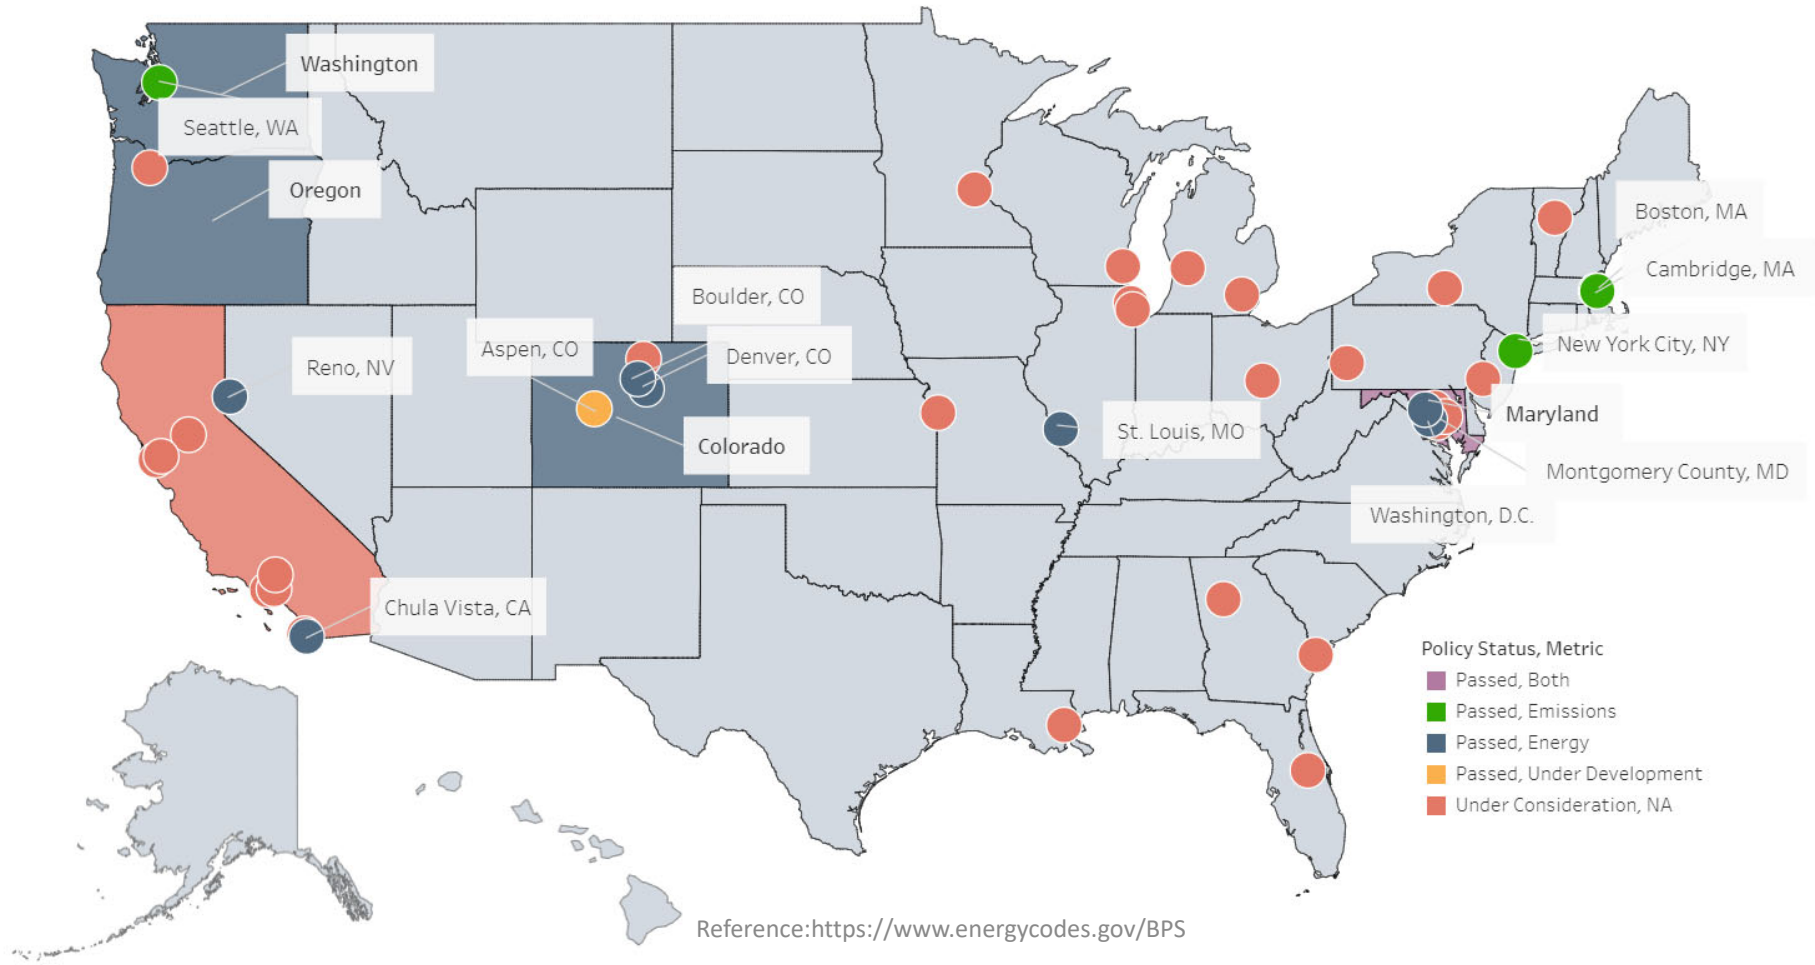 Washington
Seattle, WA
Oregon
Boston, MA
Cambridge, MA
Boulder, CO
Aspen, CO
Denver, CO
Reno, NV
New York City, NY
Maryland
St. Louis, MO
Colorado
Montgomery County, MD
Washington, D.C.
Chula Vista, CA
Policy Status, Metric
Passed, Both
Passed, Emissions
Passed, Energy
Passed, Under Development
Under Consideration, NA
Reference:https://www.energycodes.gov/BPS